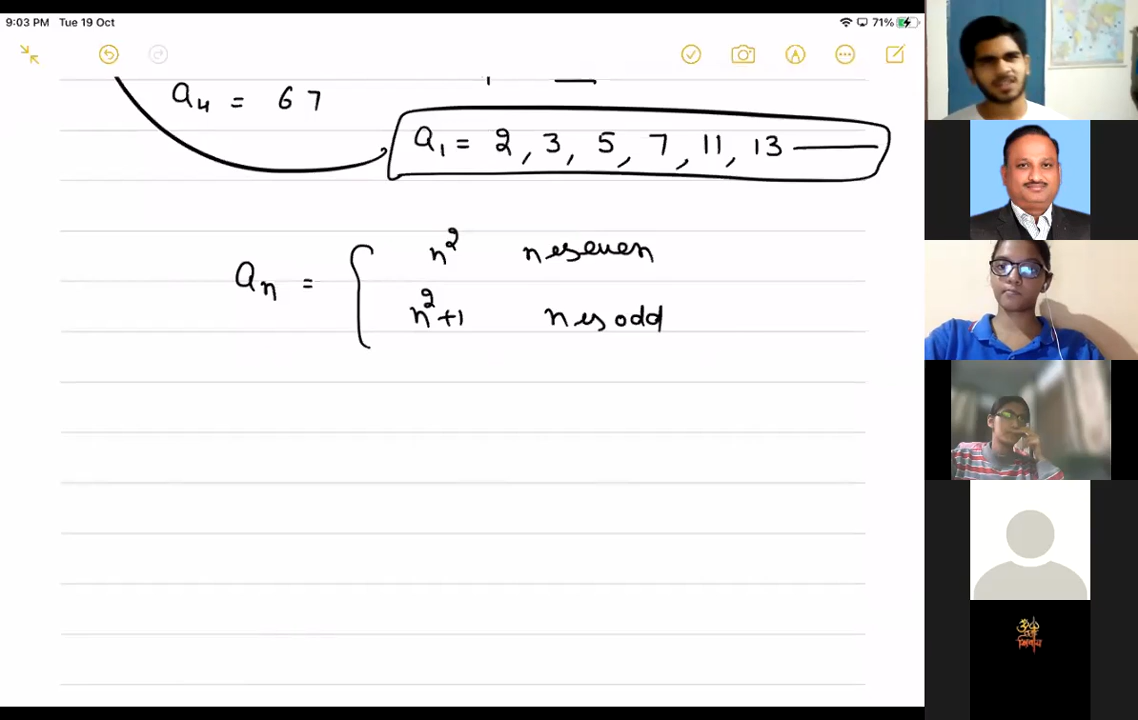 9:03 PM Tue 19 Oct 71%
a₄ = 67
a₁ = 2, 3, 5, 7, 11, 13
aₙ = { n² n is even
n²+1 n is odd
ॐ